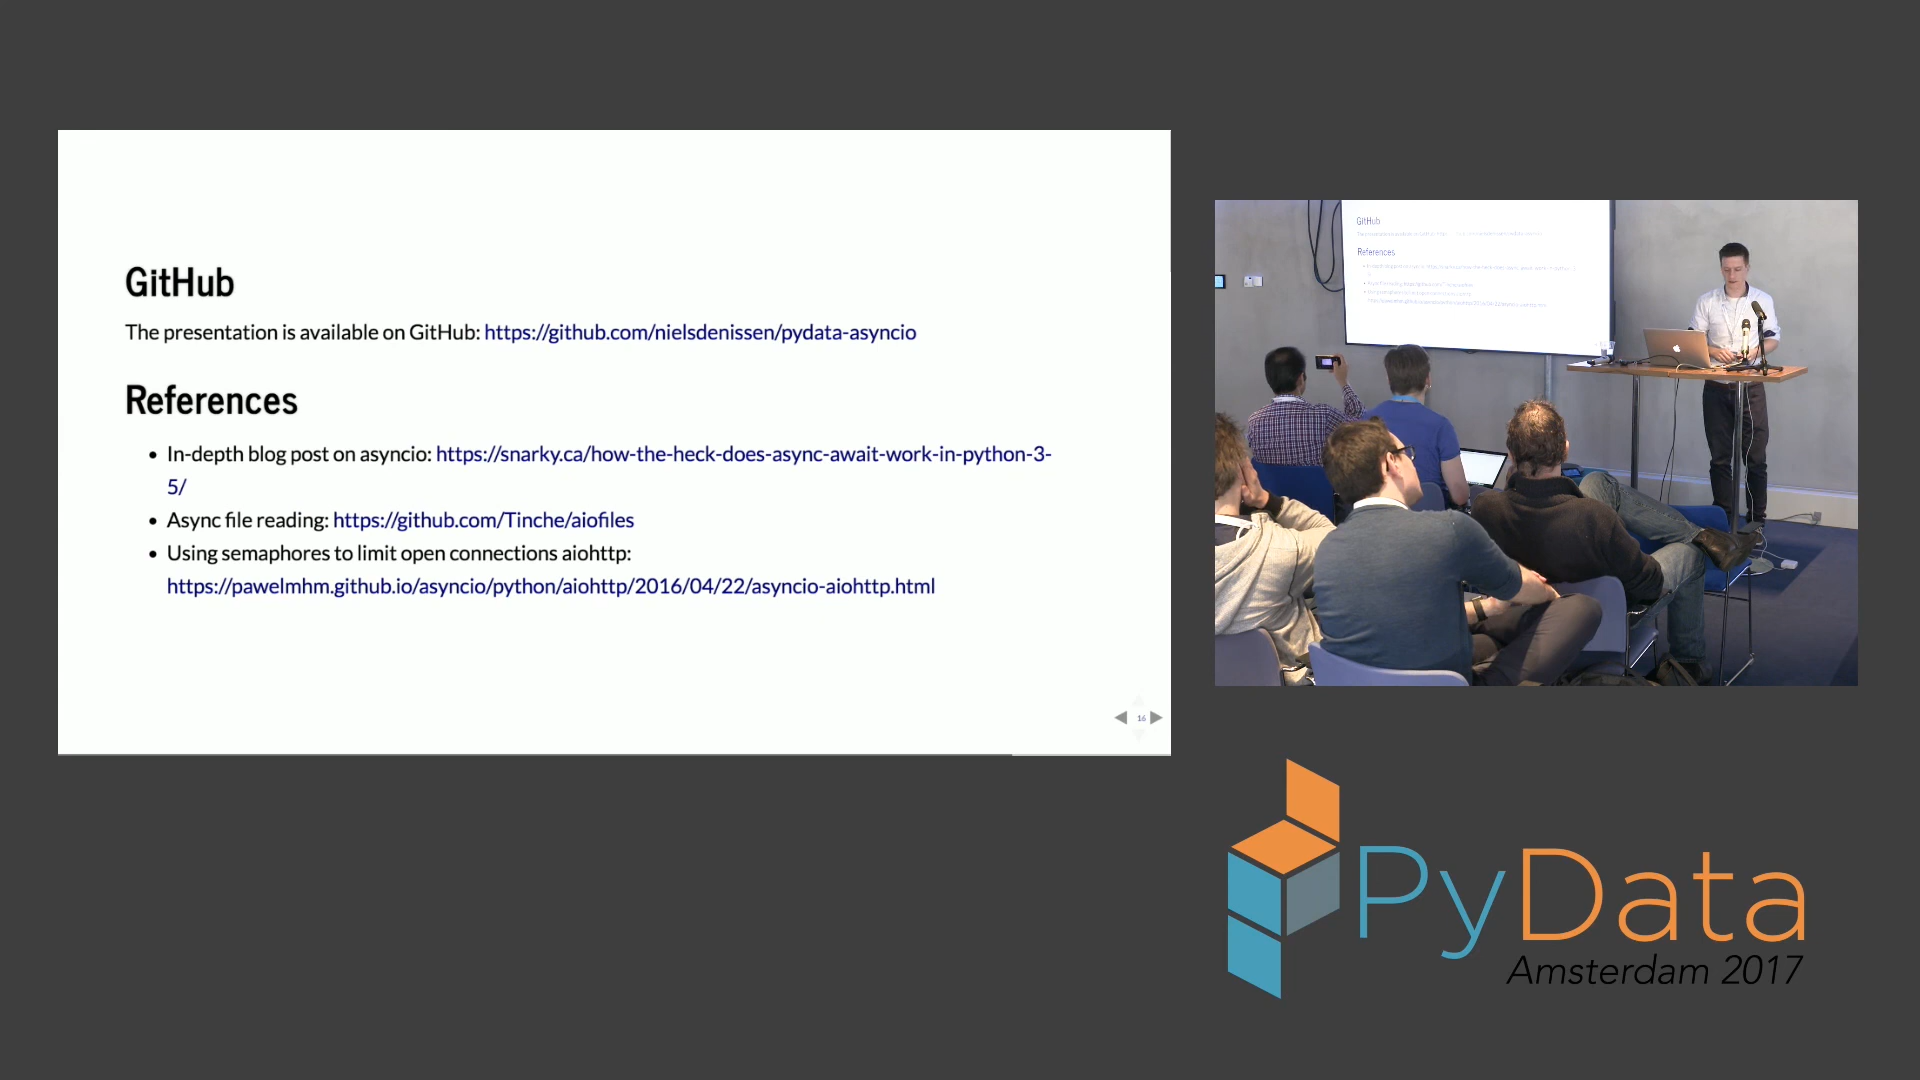 GitHub
The presentation is available on GitHub: https://github.com/nielsdenissen/pydata-asyncio
References
• In-depth blog post on asyncio: https://snarky.ca/how-the-heck-does-async-await-work-in-python-3-
5/
• Async file reading: https://github.com/Tinche/aiofiles
• Using semaphores to limit open connections aiohttp:
https://pawelmhm.github.io/asyncio/python/aiohttp/2016/04/22/asyncio-aiohttp.html
16
GitHub
References
PyData
Amsterdam 2017